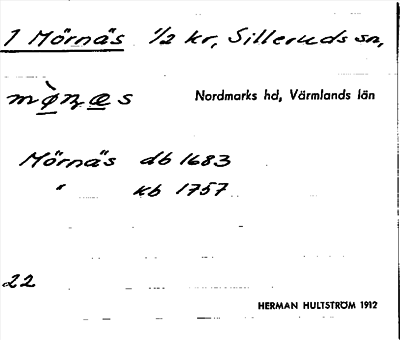 1 Mörnäs 1/2 kr, Silleruds sn,
Nordmarks hd, Värmlands län
Mörnäs db 1683
" kb 1757
22
HERMAN HULTSTRÖM 1912